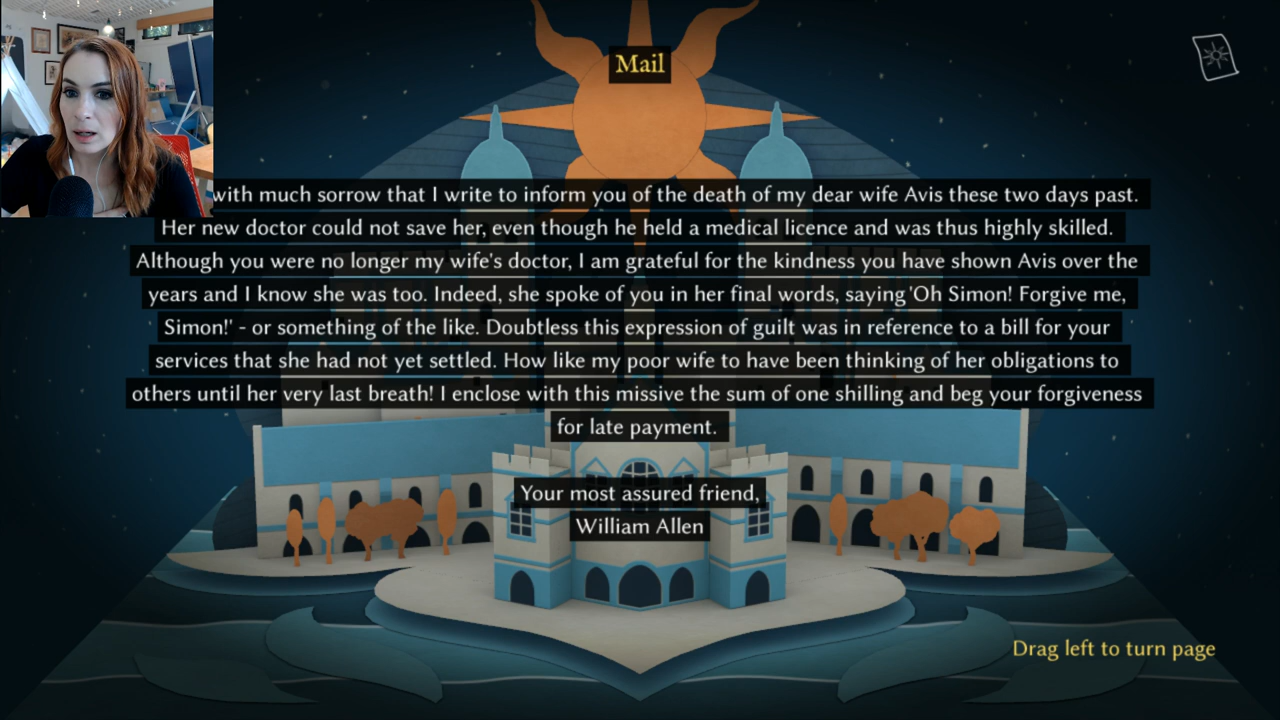 Mail
with much sorrow that I write to inform you of the death of my dear wife Avis these two days past.
Her new doctor could not save her, even though he held a medical licence and was thus highly skilled.
Although you were no longer my wife's doctor, I am grateful for the kindness you have shown Avis over the
years and I know she was too. Indeed, she spoke of you in her final words, saying 'Oh Simon! Forgive me,
Simon!' - or something of the like. Doubtless this expression of guilt was in reference to a bill for your
services that she had not yet settled. How like my poor wife to have been thinking of her obligations to
others until her very last breath! I enclose with this missive the sum of one shilling and beg your forgiveness
for late payment.
Your most assured friend,
William Allen
Drag left to turn page